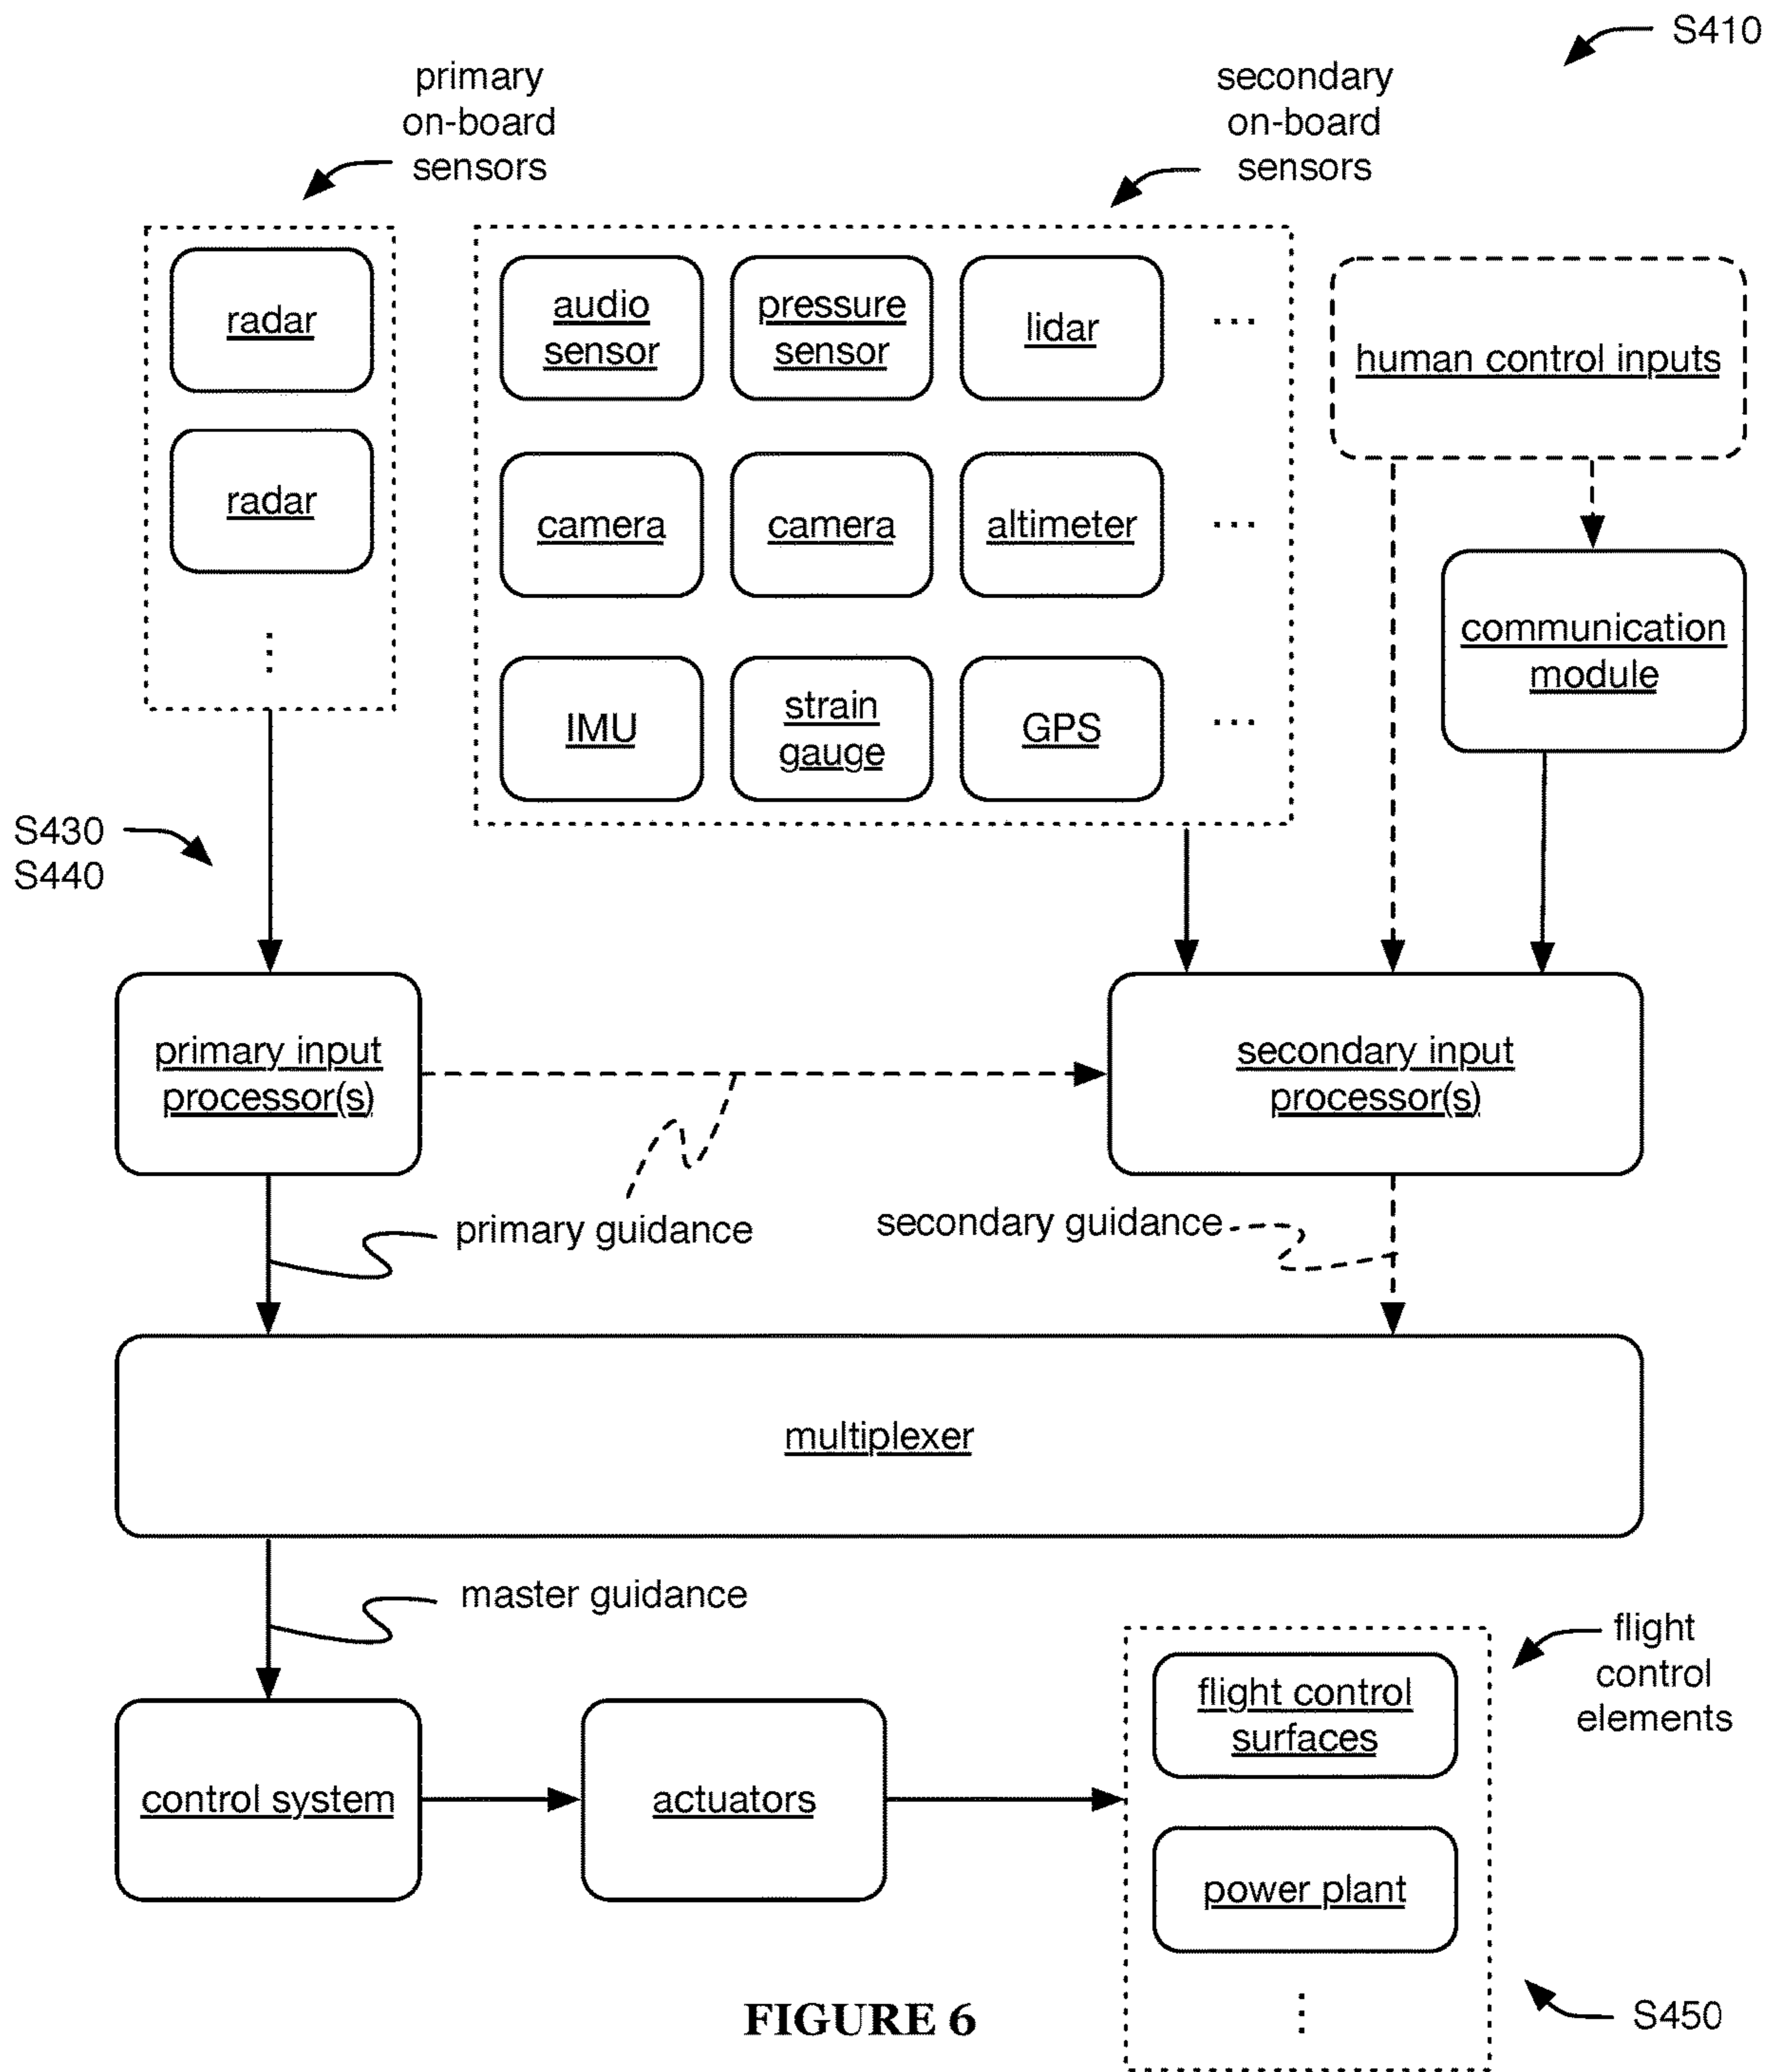 S410
primary
on-board
sensors
secondary
on-board
sensors
radar
radar
⋮
audio
sensor
pressure
sensor
lidar
...
camera
camera
altimeter
...
IMU
strain
gauge
GPS
...
human control inputs
communication
module
S430
S440
primary input
processor(s)
secondary input
processor(s)
primary guidance
secondary guidance
multiplexer
master guidance
control system
actuators
flight control
surfaces
power plant
⋮
flight
control
elements
S450
FIGURE 6